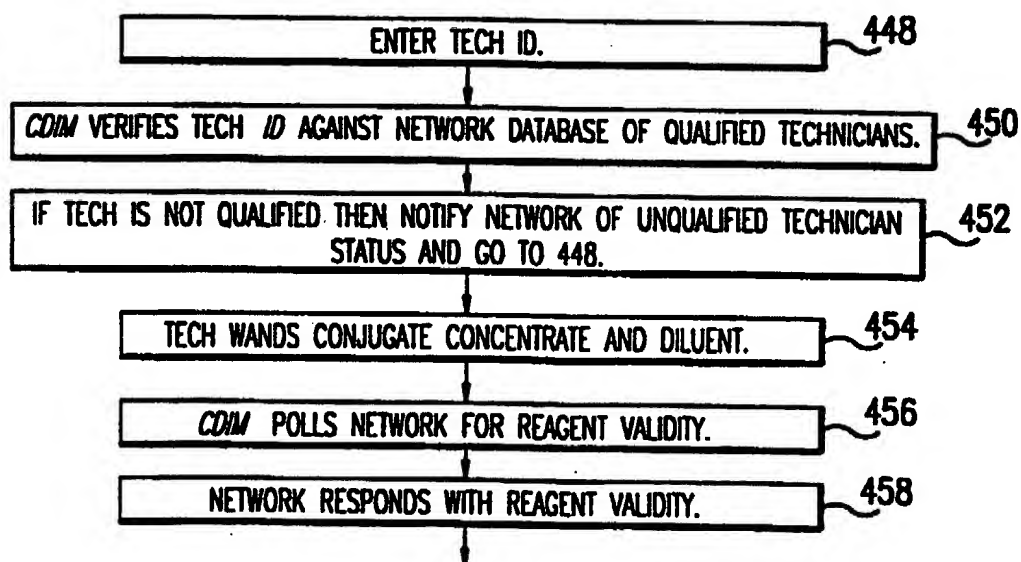 ENTER TECH ID.
448
CDIM VERIFIES TECH ID AGAINST NETWORK DATABASE OF QUALIFIED TECHNICIANS.
450
IF TECH IS NOT QUALIFIED THEN NOTIFY NETWORK OF UNQUALIFIED TECHNICIAN
STATUS AND GO TO 448.
452
TECH WANDS CONJUGATE CONCENTRATE AND DILUENT.
454
CDIM POLLS NETWORK FOR REAGENT VALIDITY.
456
NETWORK RESPONDS WITH REAGENT VALIDITY.
458